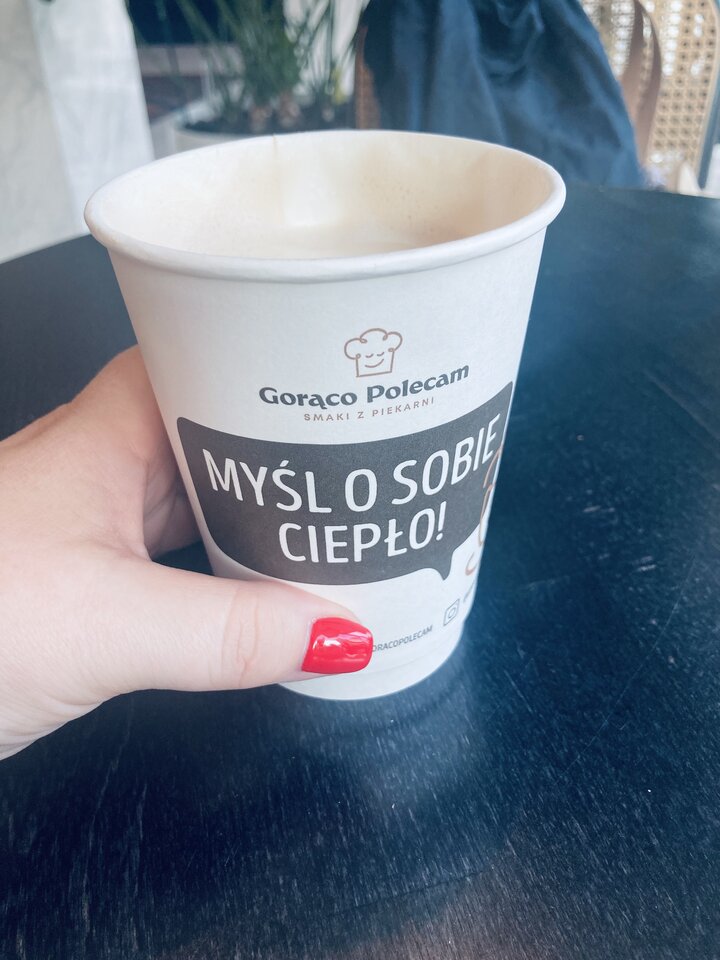 Gorąco Polecam
SMAKI Z PIEKARNI
MYŚL O SOBIE
CIEPŁO!